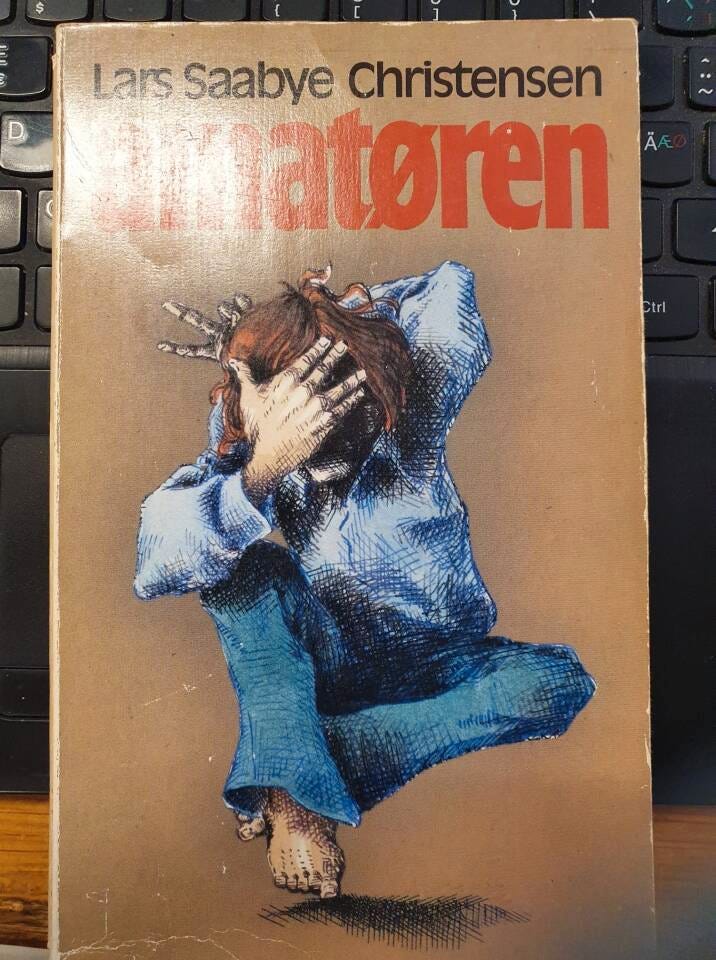 $
D
Lars Saabye Christensen
amatøren
ÄÆØ
Ctrl